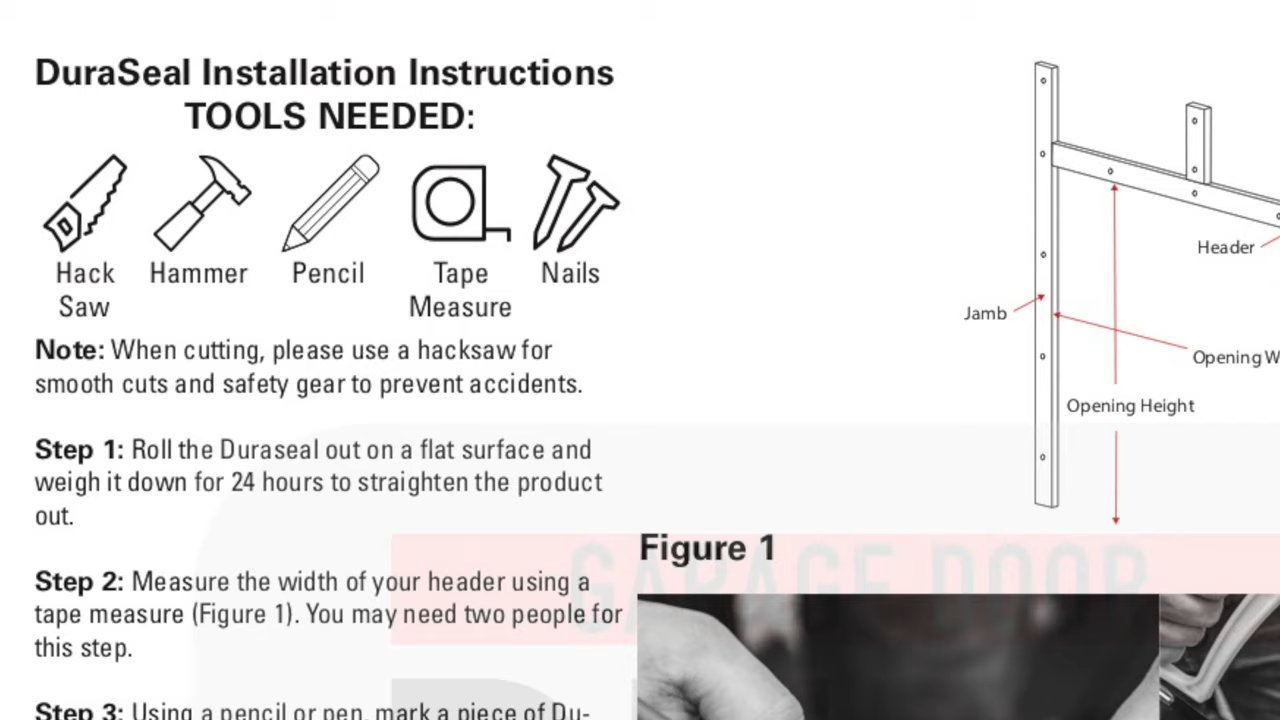 DuraSeal Installation Instructions
TOOLS NEEDED:
Hack
Saw
Hammer
Pencil
Tape
Measure
Nails
Note: When cutting, please use a hacksaw for
smooth cuts and safety gear to prevent accidents.
Step 1: Roll the Duraseal out on a flat surface and
weigh it down for 24 hours to straighten the product
out.
Step 2: Measure the width of your header using a
tape measure (Figure 1). You may need two people for
this step.
Step 3: Using a pencil or pen, mark a piece of Du-
Header
Jamb
Opening W
Opening Height
Figure 1
GARAGE DOOR